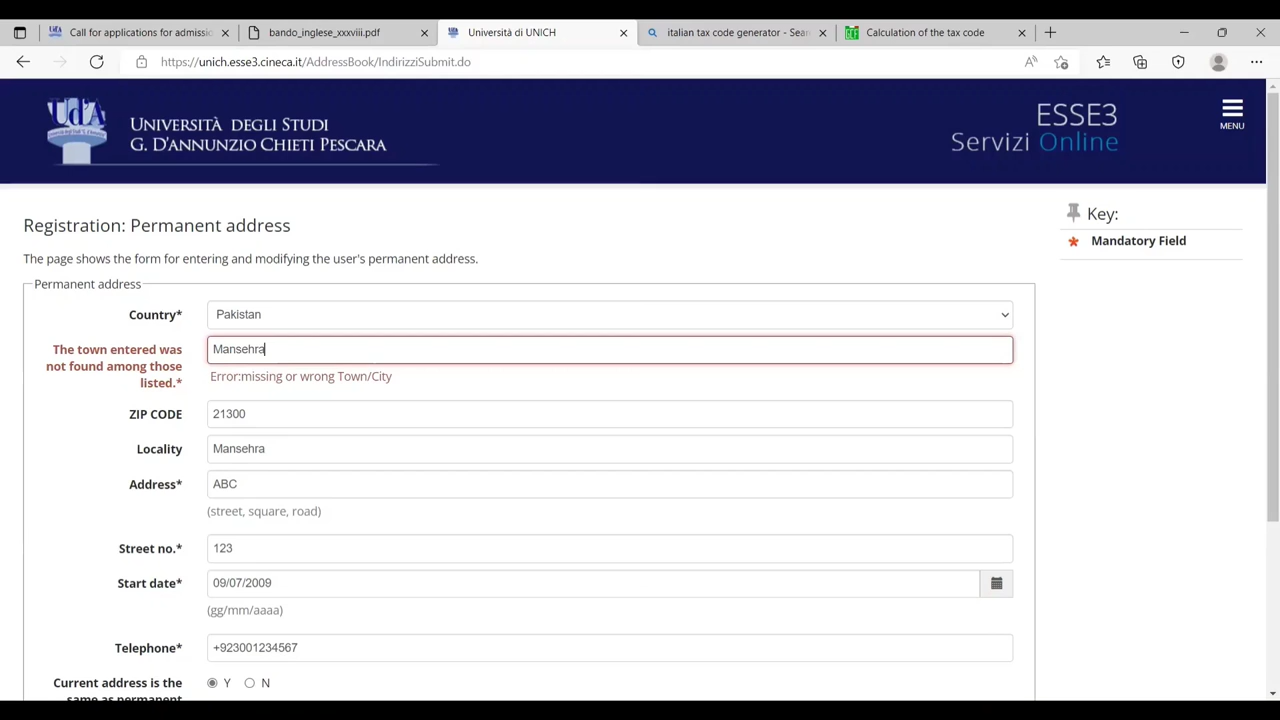 Call for applications for admissio
bando_inglese_xxxviii.pdf
Università di UNICH
italian tax code generator - Sear
Calculation of the tax code
https://unich.esse3.cineca.it/AddressBook/IndirizziSubmit.do
UdA
UNIVERSITÀ DEGLI STUDI
G. D'ANNUNZIO CHIETI PESCARA
ESSE3
Servizi Online
MENU
Registration: Permanent address
Key:
Mandatory Field
The page shows the form for entering and modifying the user's permanent address.
Permanent address
Country* Pakistan
The town entered was
not found among those
listed.*
Mansehra
Error:missing or wrong Town/City
ZIP CODE 21300
Locality Mansehra
Address* ABC
(street, square, road)
Street no.* 123
Start date* 09/07/2009
(gg/mm/aaaa)
Telephone* +923001234567
Current address is the Y N
same as permanent